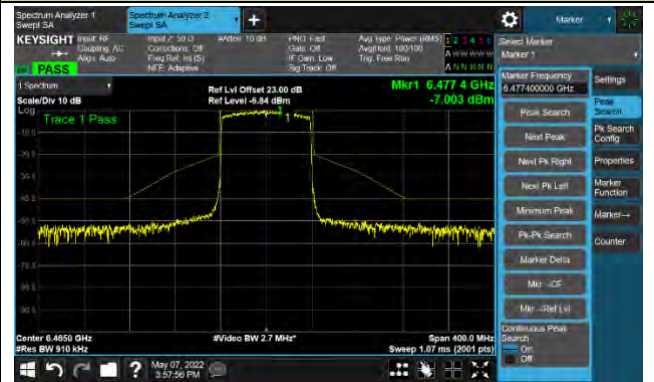 Spectrum Analyzer 1
Swept SA
Spectrum Analyzer 2
Swept SA
+
Marker
KEYSIGHT
Input: RF
Coupling: AC
Align: Auto
Input Z: 50 Ω
Corrections: Off
Freq Ref: Int (S)
NFE: Adaptive
#Atten: 10 dB
PNO: Fast
Gate: Off
IF Gain: Low
Sig Track: Off
Avg Type: Power (RMS)
Avg|Hold: 100/100
Trig: Free Run
1 2 3 4 5 6
A W W W W W
A N N N N N
PASS
Select Marker
Marker 1
1 Spectrum
Scale/Div 10 dB
Log
Ref Lvl Offset 23.00 dB
Ref Level -6.84 dBm
Mkr1 6.477 4 GHz
-7.003 dBm
Trace 1 Pass
Marker Frequency
6.477400000 GHz
Peak Search
Next Peak
Next Pk Right
Next Pk Left
Minimum Peak
Pk-Pk Search
Marker Delta
Mkr→CF
Mkr→Ref Lvl
Continuous Peak
Search
On
Off
Settings
Peak
Search
Pk Search
Config
Properties
Marker
Function
Marker→
Counter
Center 6.4650 GHz
#Res BW 910 kHz
#Video BW 2.7 MHz*
Span 400.0 MHz
Sweep 1.07 ms (2001 pts)
?
May 07, 2022
3:57:56 PM